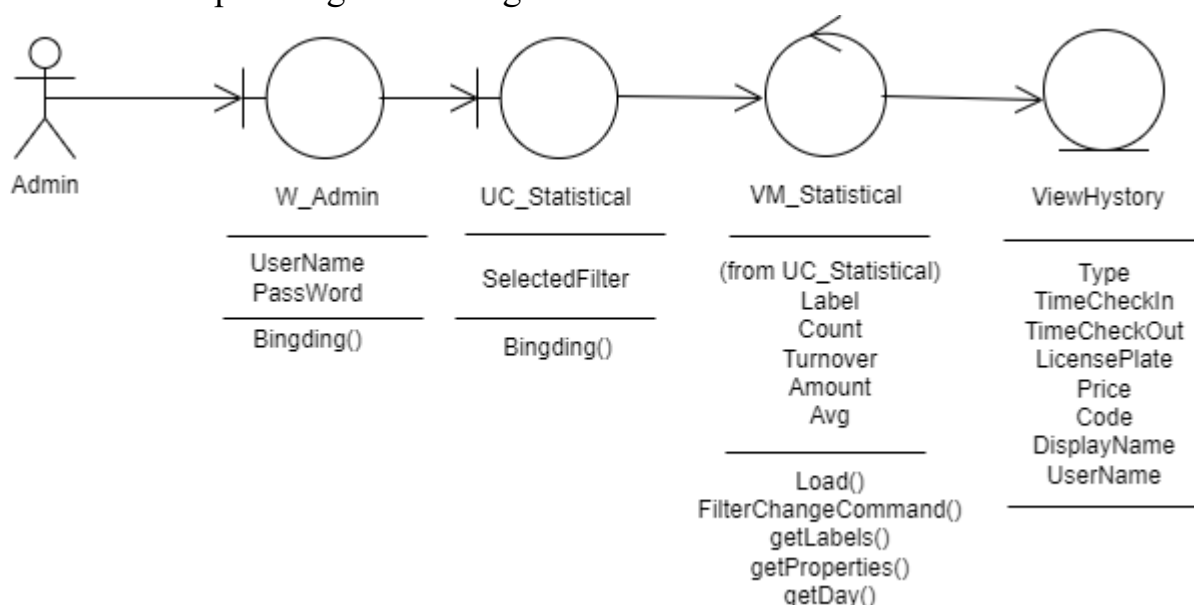 Admin
W_Admin
UserName
PassWord
Bingding()
UC_Statistical
SelectedFilter
Bingding()
VM_Statistical
(from UC_Statistical)
Label
Count
Turnover
Amount
Avg
Load()
FilterChangeCommand()
getLabels()
getProperties()
getDay()
ViewHystory
Type
TimeCheckIn
TimeCheckOut
LicensePlate
Price
Code
DisplayName
UserName